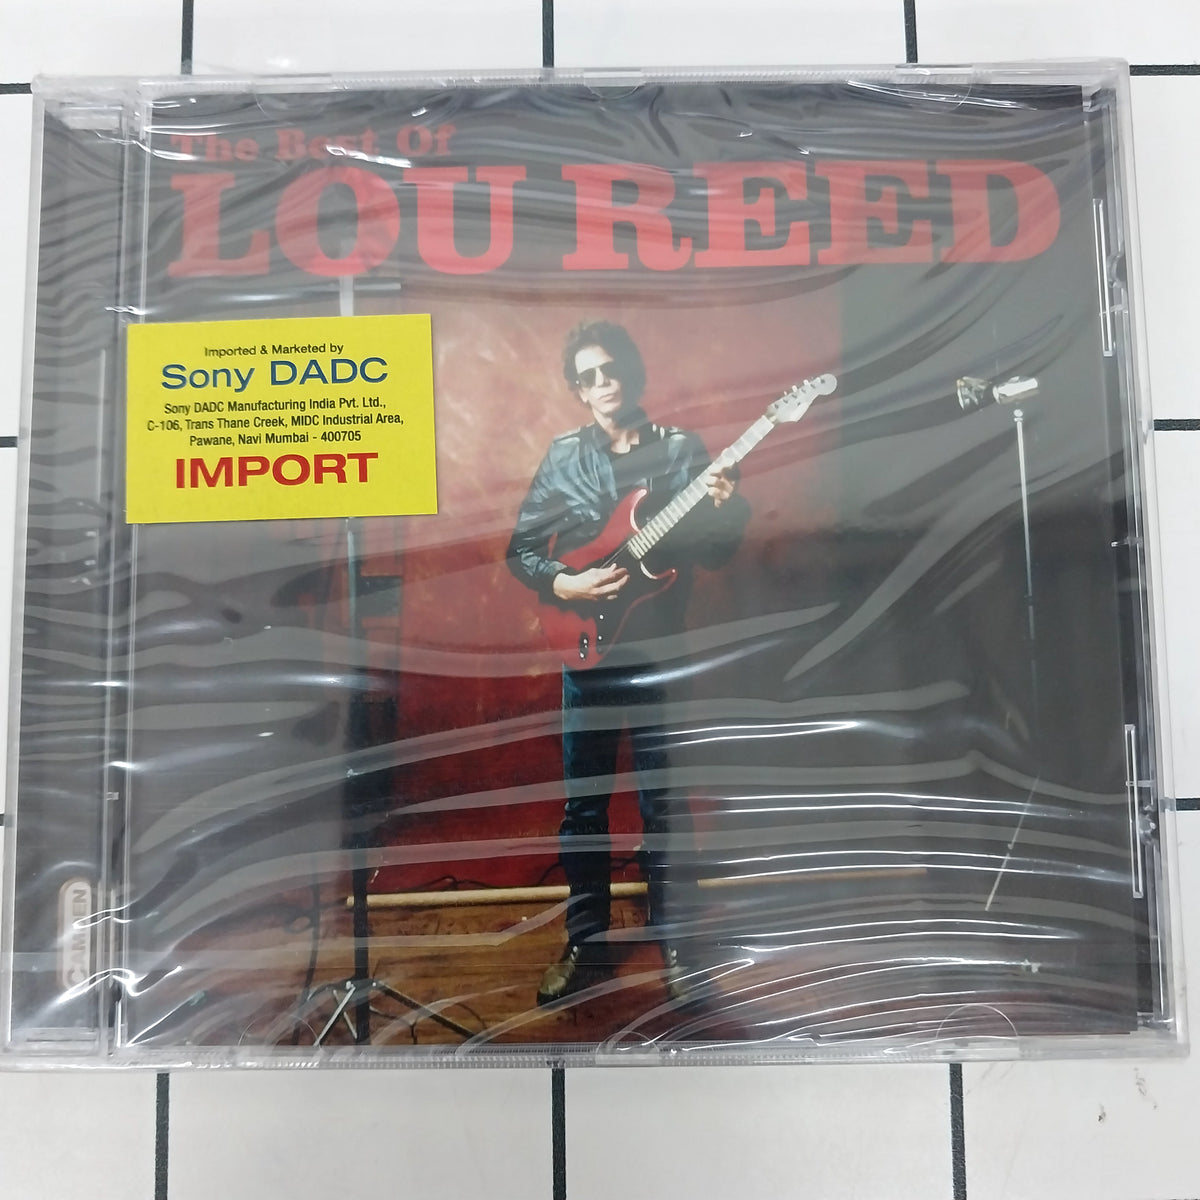 The Best Of
LOU REED
Imported & Marketed by
Sony DADC
Sony DADC Manufacturing India Pvt. Ltd.,
C-106, Trans Thane Creek, MIDC Industrial Area,
Pawane, Navi Mumbai - 400705
IMPORT
CAMDEN